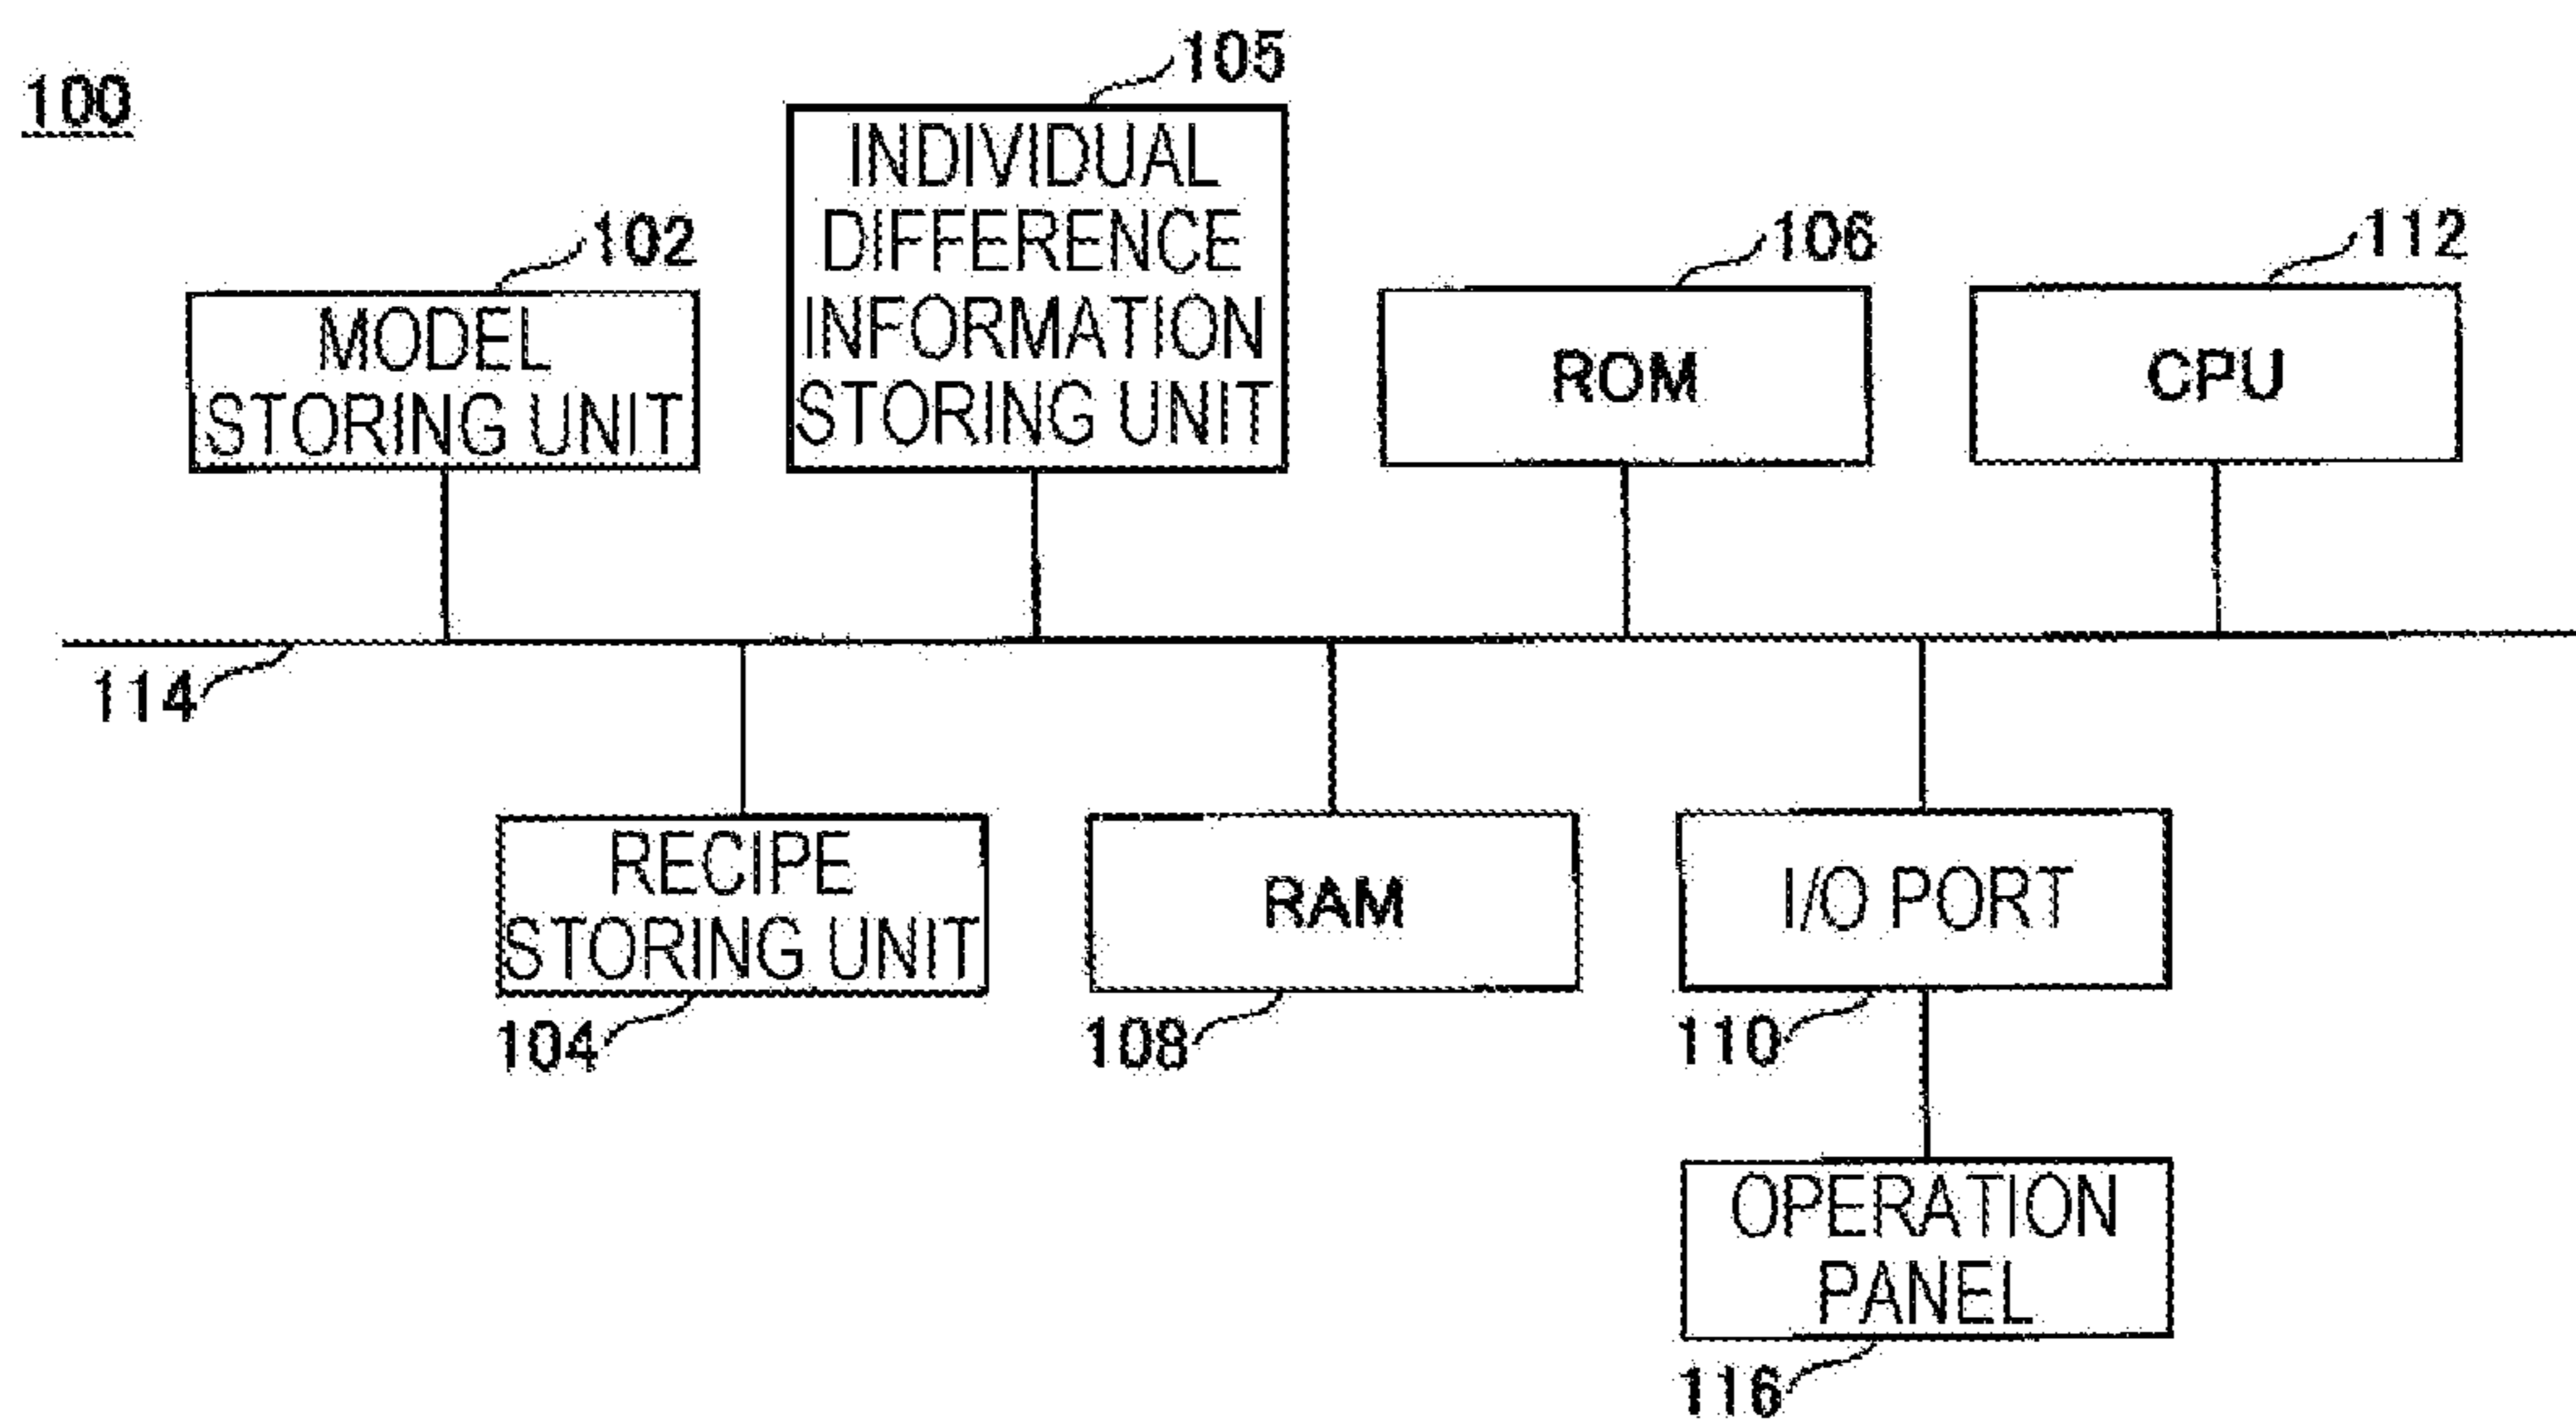 100
105
INDIVIDUAL
DIFFERENCE
INFORMATION
STORING UNIT
102
MODEL
STORING UNIT
106
ROM
112
CPU
114
RECIPE
STORING UNIT
104
RAM
108
I/O PORT
110
OPERATION
PANEL
116